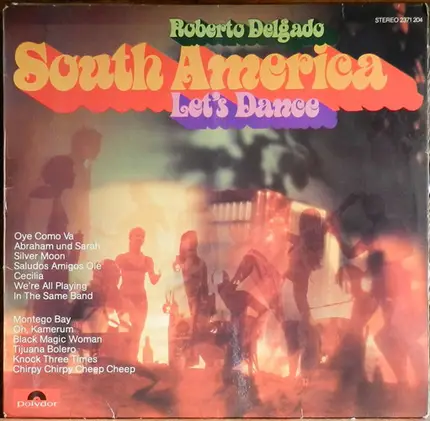 Roberto Delgado
STEREO 2371 204
South America
Let's Dance
Oye Como Va
Abraham und Sarah
Silver Moon
Saludos Amigos Olé
Cecilia
We're All Playing
In The Same Band
Montego Bay
Oh, Kamerum
Black Magic Woman
Tijuana Bolero
Knock Three Times
Chirpy Chirpy Cheep Cheep
Polydor